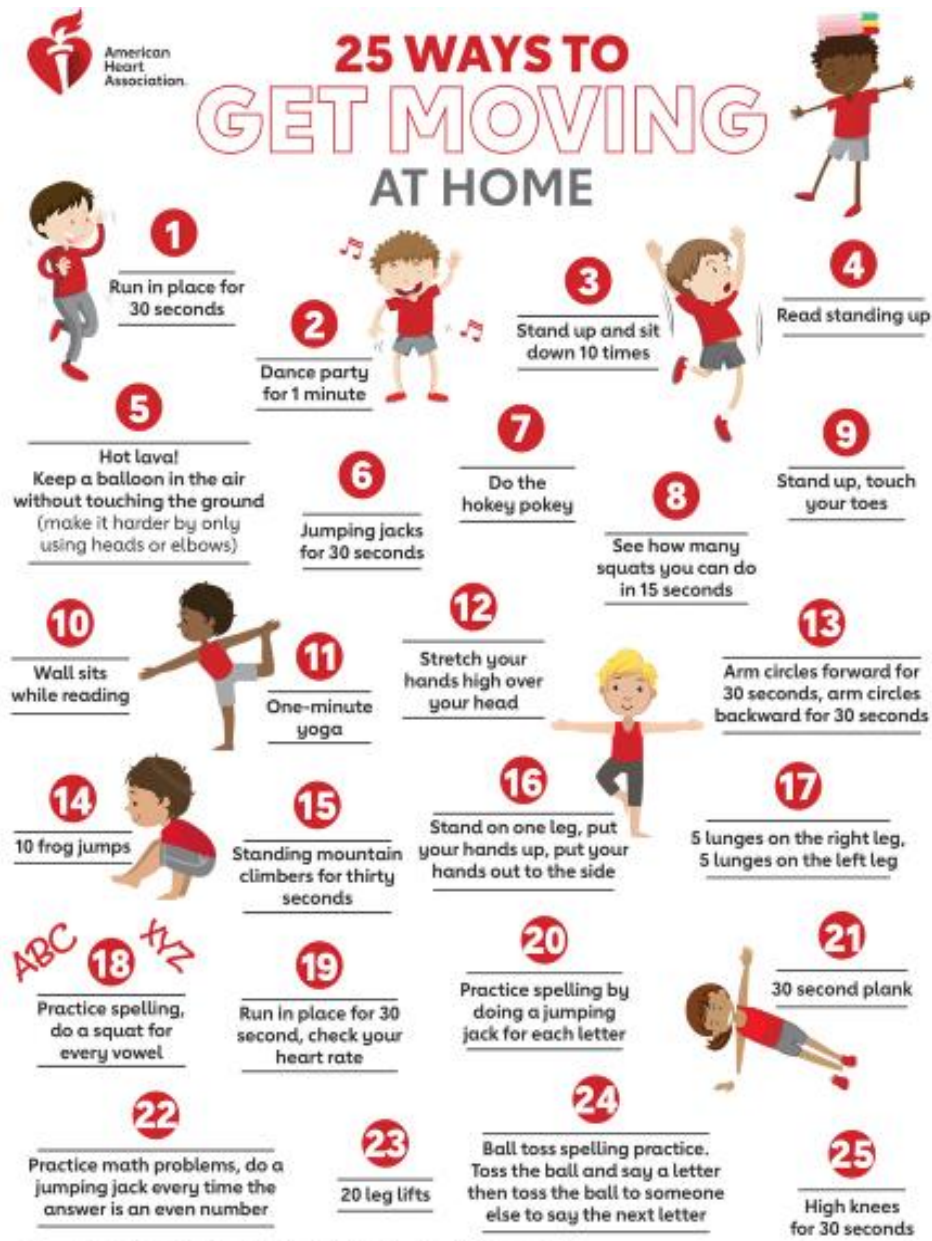 American
Heart
Association.
25 WAYS TO
GET MOVING
AT HOME
1
Run in place for
30 seconds
2
Dance party
for 1 minute
3
Stand up and sit
down 10 times
4
Read standing up
5
Hot lava!
Keep a balloon in the air
without touching the ground
(make it harder by only
using heads or elbows)
6
Jumping jacks
for 30 seconds
7
Do the
hokey pokey
8
See how many
squats you can do
in 15 seconds
9
Stand up, touch
your toes
10
Wall sits
while reading
11
One-minute
yoga
12
Stretch your
hands high over
your head
13
Arm circles forward for
30 seconds, arm circles
backward for 30 seconds
14
10 frog jumps
15
Standing mountain
climbers for thirty
seconds
16
Stand on one leg, put
your hands up, put your
hands out to the side
17
5 lunges on the right leg,
5 lunges on the left leg
ABC
XYZ
18
Practice spelling,
do a squat for
every vowel
19
Run in place for 30
second, check your
heart rate
20
Practice spelling by
doing a jumping
jack for each letter
21
30 second plank
22
Practice math problems, do a
jumping jack every time the
answer is an even number
23
20 leg lifts
24
Ball toss spelling practice.
Toss the ball and say a letter
then toss the ball to someone
else to say the next letter
25
High knees
for 30 seconds